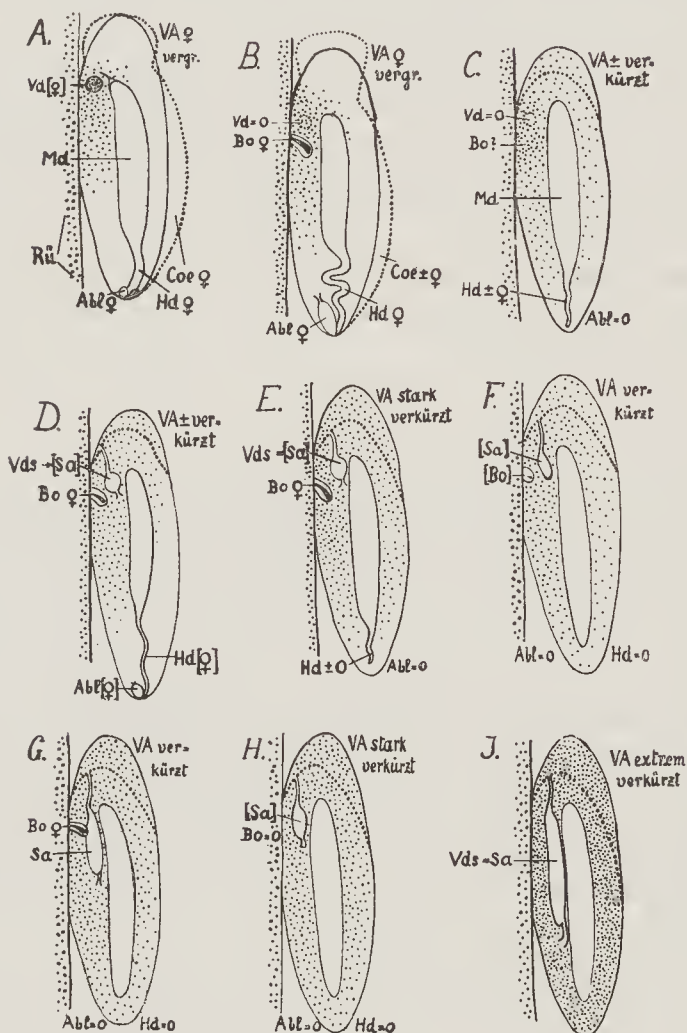 A.
VA♀
vergr.
Vd[♀]
Md
Rü
Coe♀
Abl♀
Hd♀
B.
VA♀
vergr.
Vd=0
Bo♀
Coe±♀
Hd♀
Abl♀
C.
VA± ver-
kürzt
Vd=0
Bo?
Md
Hd±♀
Abl=0
D.
VA± ver-
kürzt
Vds→[Sa]
Bo♀
Hd[♀]
Abl[♀]
E.
VA stark
verkürzt
Vds→[Sa]
Bo♀
Hd±0
Abl=0
F.
VA ver-
kürzt
[Sa]
[Bo]
Abl=0
Hd=0
G.
VA ver-
kürzt
Bo♀
Sa
Abl=0
Hd=0
H.
VA stark
verkürzt
[Sa]
Bo=0
Abl=0
Hd=0
J.
VA extrem
verkürzt
Vds→Sa